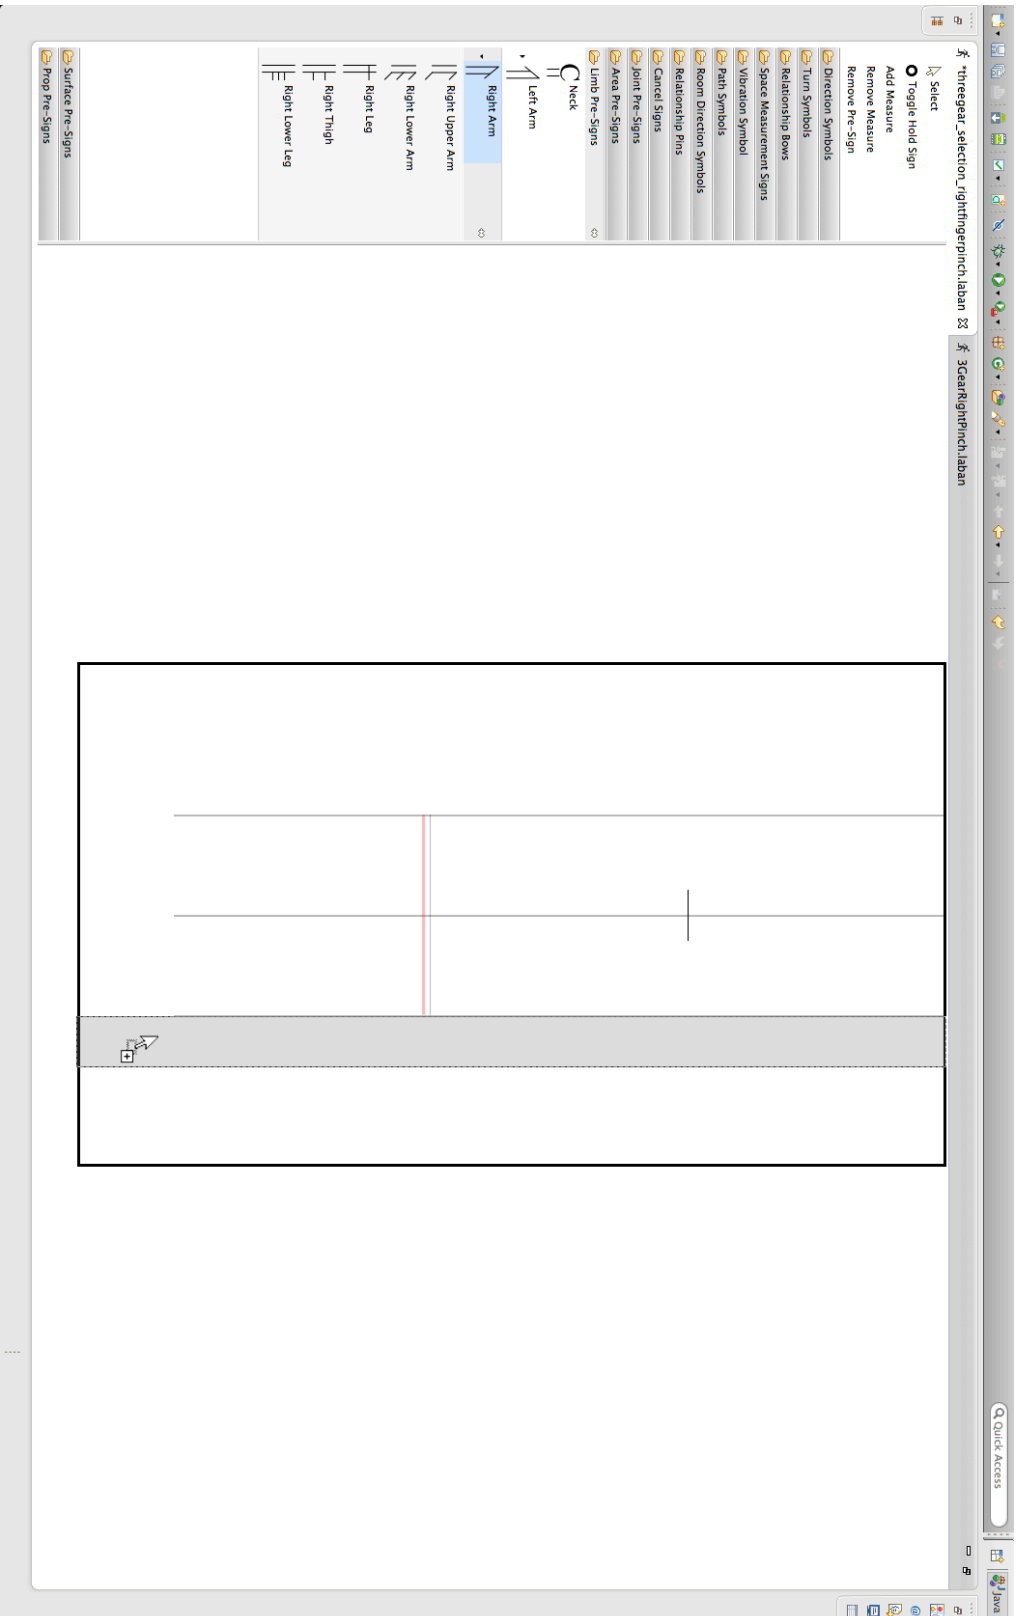 Quick Access
Java
*threegear_selection_rightfingerpinch.laban
3GearRightPinch.laban
Select
Toggle Hold Sign
Add Measure
Remove Measure
Remove Pre-Sign
Direction Symbols
Turn Symbols
Relationship Bows
Space Measurement Signs
Vibration Symbol
Path Symbols
Room Direction Symbols
Relationship Pins
Cancel Signs
Joint Pre-Signs
Area Pre-Signs
Limb Pre-Signs
Neck
Left Arm
Right Arm
Right Upper Arm
Right Lower Arm
Right Leg
Right Thigh
Right Lower Leg
Surface Pre-Signs
Prop Pre-Signs